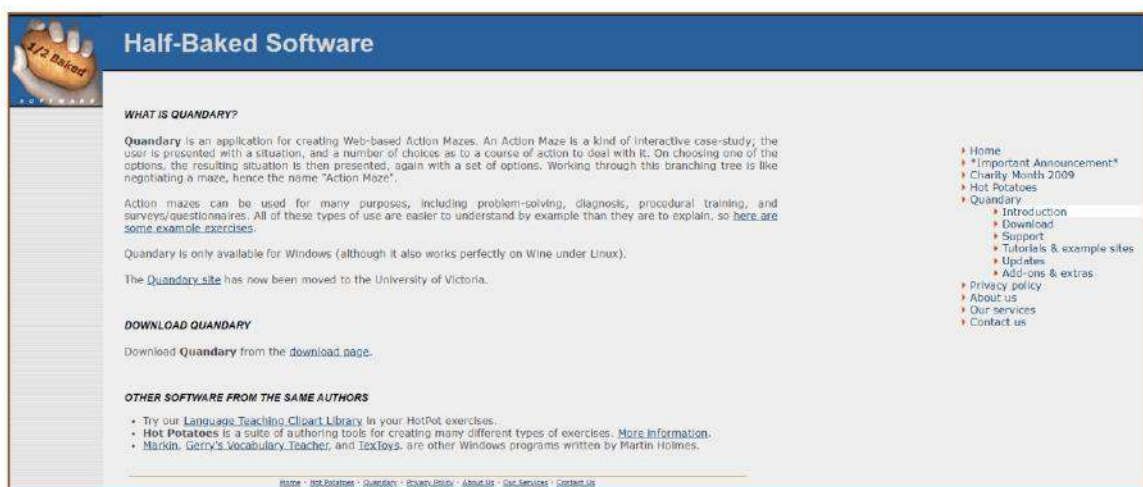 1/2 Baked
SOFTWARE
Half-Baked Software
WHAT IS QUANDARY?
Quandary is an application for creating Web-based Action Mazes. An Action Maze is a kind of interactive case-study; the
user is presented with a situation, and a number of choices as to a course of action to deal with it. On choosing one of the
options, the resulting situation is then presented, again with a set of options. Working through this branching tree is like
negotiating a maze, hence the name "Action Maze".
Action mazes can be used for many purposes, including problem-solving, diagnosis, procedural training, and
surveys/questionnaires. All of these types of use are easier to understand by example than they are to explain, so here are
some example exercises.
Quandary is only available for Windows (although it also works perfectly on Wine under Linux).
The Quandary site has now been moved to the University of Victoria.
DOWNLOAD QUANDARY
Download Quandary from the download page.
OTHER SOFTWARE FROM THE SAME AUTHORS
• Try our Language Teaching Clipart Library in your HotPot exercises.
• Hot Potatoes is a suite of authoring tools for creating many different types of exercises. More information.
• Markin, Gerry's Vocabulary Teacher, and TexToys, are other Windows programs written by Martin Holmes.
Home - Hot Potatoes - Quandary - Privacy Policy - About Us - Our Services - Contact Us
Home
*Important Announcement*
Charity Month 2009
Hot Potatoes
Quandary
Introduction
Download
Support
Tutorials & example sites
Updates
Add-ons & extras
Privacy policy
About us
Our services
Contact us